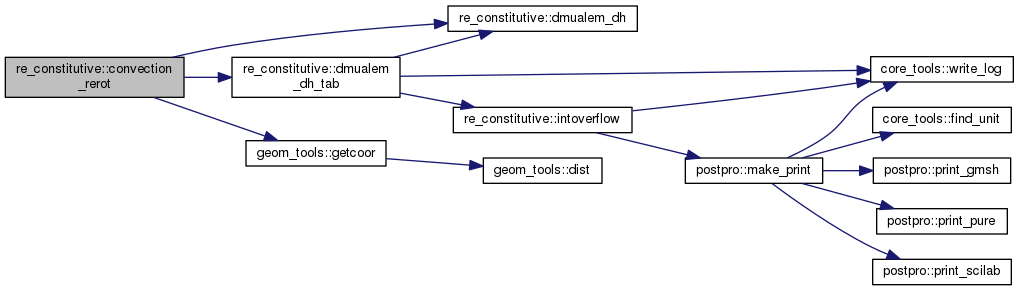 re_constitutive::dmualem_dh
re_constitutive::convection
_rerot
re_constitutive::dmualem
_dh_tab
core_tools::write_log
re_constitutive::intoverflow
core_tools::find_unit
geom_tools::getcoor
geom_tools::dist
postpro::make_print
postpro::print_gmsh
postpro::print_pure
postpro::print_scilab